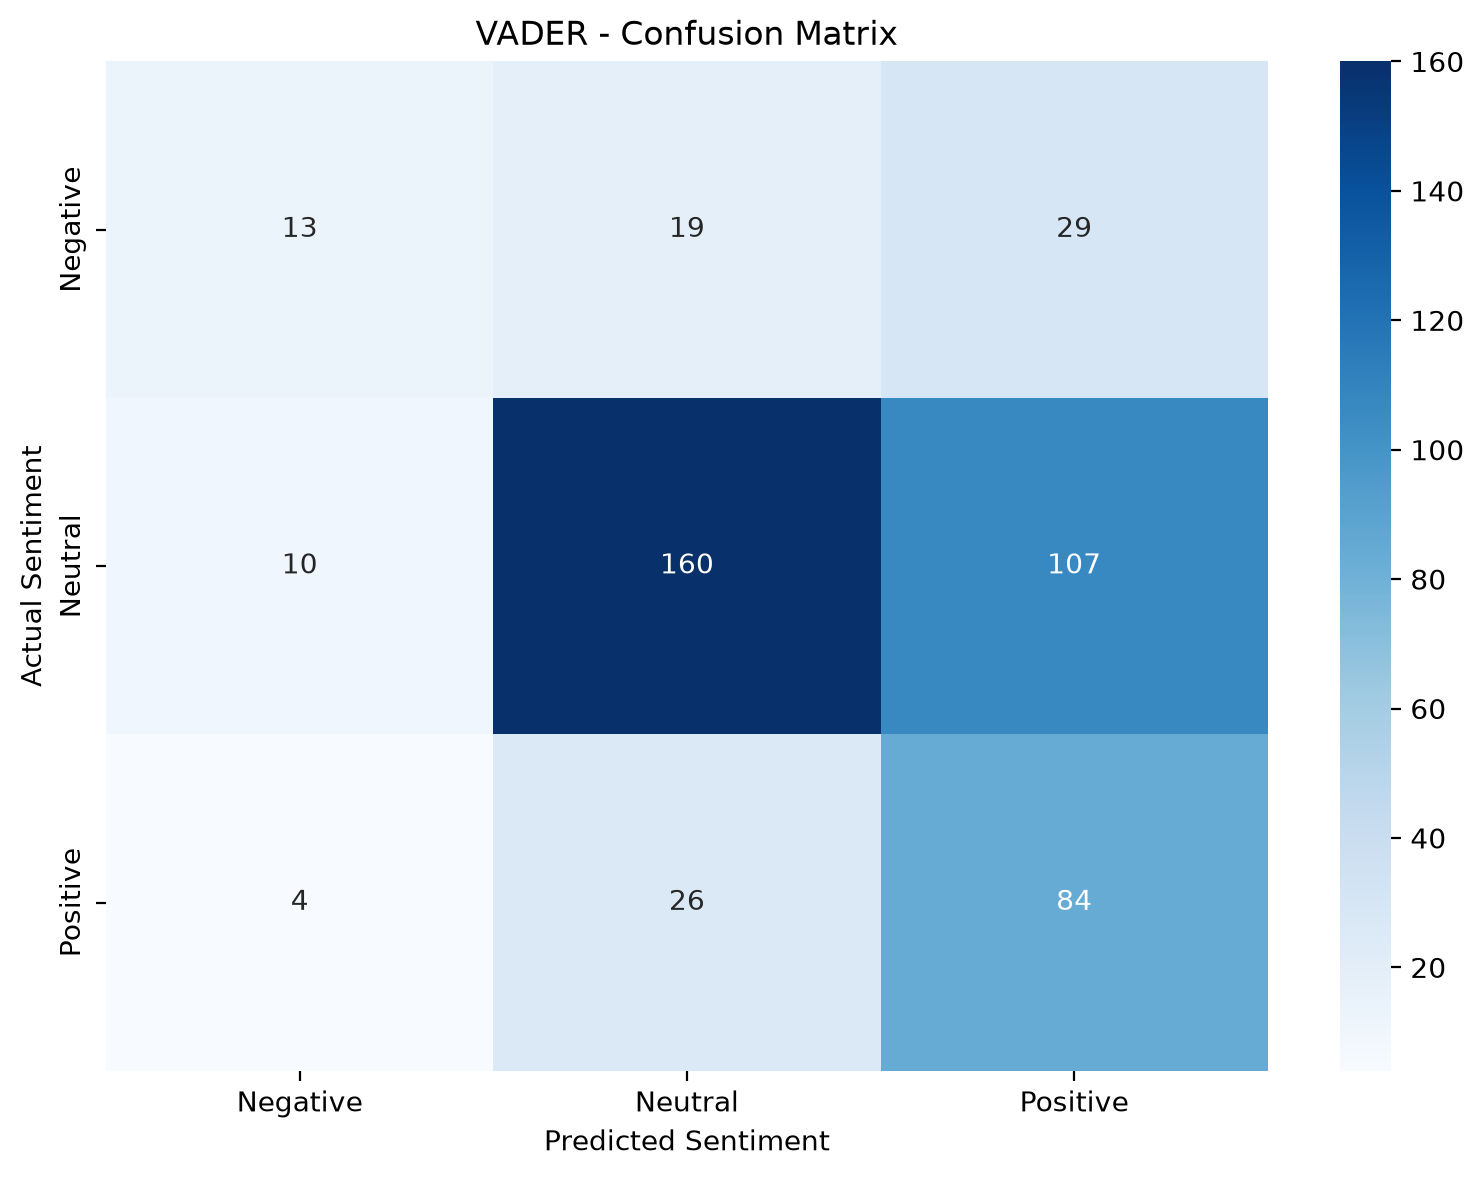 VADER - Confusion Matrix
Actual Sentiment
Negative
13 19 29
Neutral
10 160 107
Positive
4 26 84
Negative Neutral Positive
Predicted Sentiment
160
140
120
100
80
60
40
20